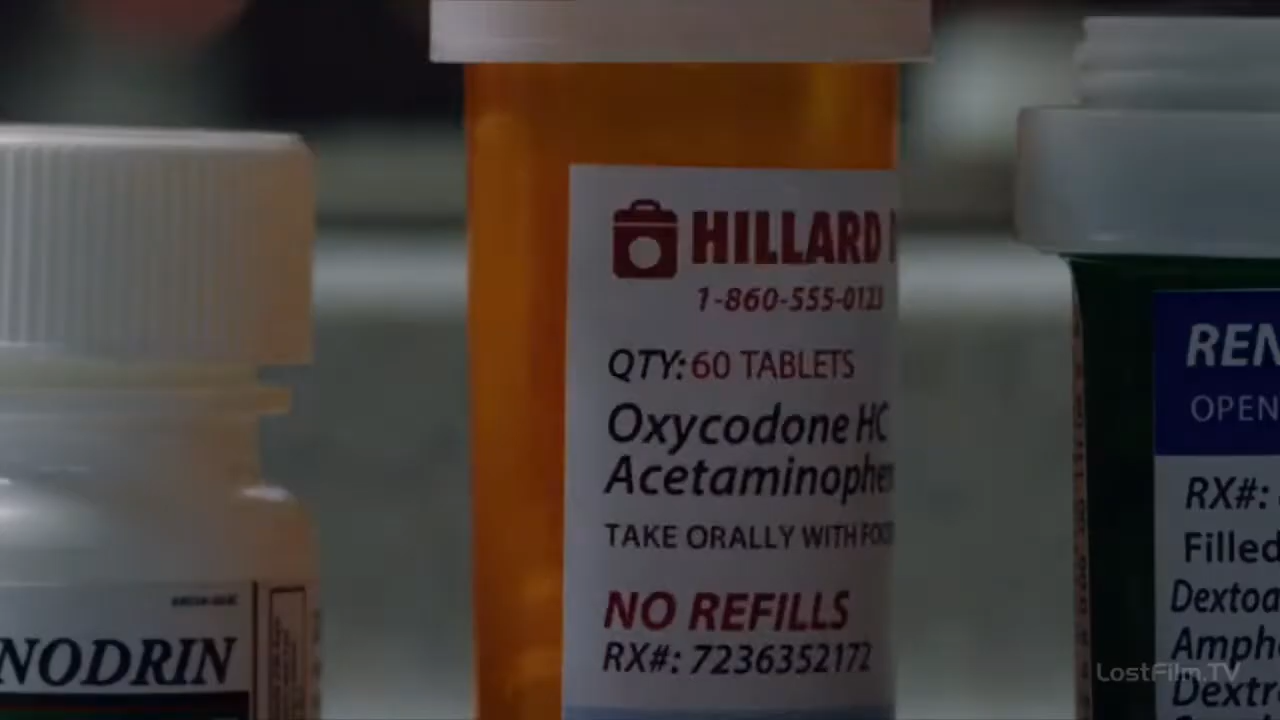 HILLARD
1-860-555-0123
QTY: 60 TABLETS
Oxycodone HC
Acetaminophen
TAKE ORALLY WITH FOO
NO REFILLS
RX#: 7236352172
NODRIN
REN
OPEN
RX#:
Filled
Dextoa
Amph
Dextr
LostFilm.TV